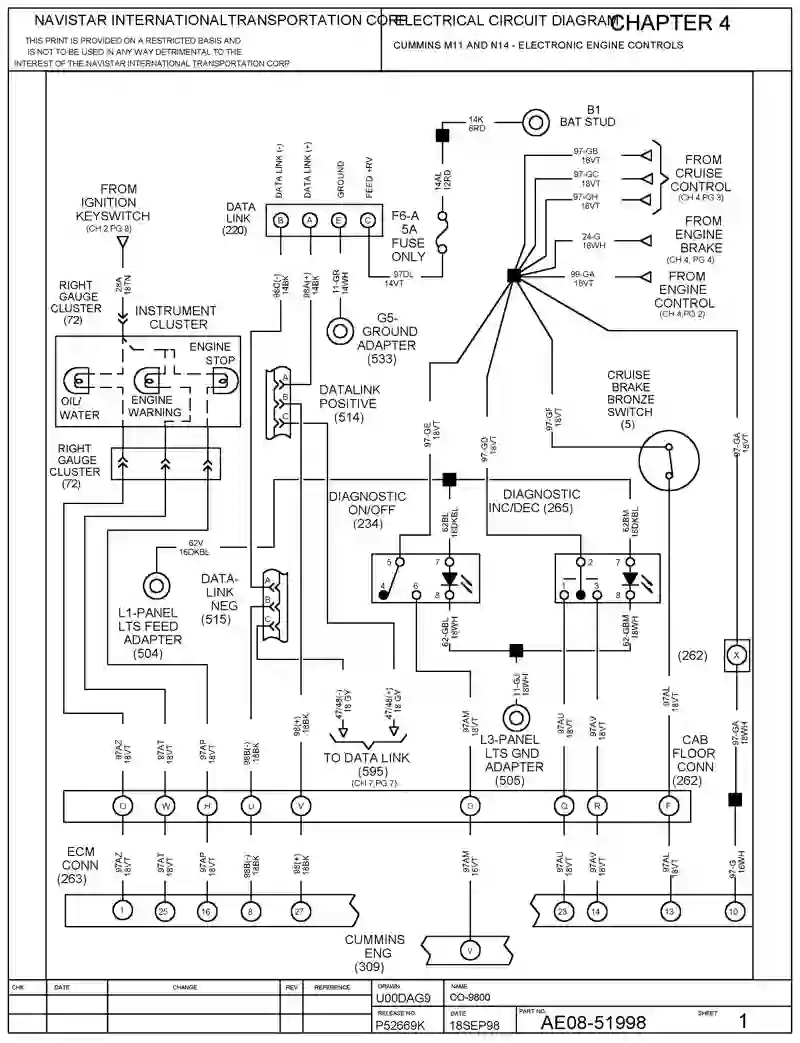 NAVISTAR INTERNATIONALTRANSPORTATION CORP
ELECTRICAL CIRCUIT DIAGRAM
CHAPTER 4
THIS PRINT IS PROVIDED ON A RESTRICTED BASIS AND
IS NOT TO BE USED IN ANY WAY DETRIMENTAL TO THE
INTEREST OF THE NAVISTAR INTERNATIONAL TRANSPORTATION CORP
CUMMINS M11 AND N14 - ELECTRONIC ENGINE CONTROLS
B1
BAT STUD
14K
8RD
14AL
12RD
DATA LINK (-)
DATA LINK (+)
GROUND
FEED +RV
DATA
LINK
(220)
B
A
E
C
F6-A
5A
FUSE
ONLY
97DL
14VT
97-GB
18VT
97-GC
18VT
97-GH
18VT
FROM
CRUISE
CONTROL
(CH 4,PG 3)
24-G
18WH
FROM
ENGINE
BRAKE
(CH 4, PG 4)
99-GA
18VT
FROM
ENGINE
CONTROL
(CH 4,PG 2)
FROM
IGNITION
KEYSWITCH
(CH 2,PG 8)
28A
18TN
98C(-)
14BK
98A(+)
14BK
11-GR
14WH
RIGHT
GAUGE
CLUSTER
(72)
INSTRUMENT
CLUSTER
ENGINE
STOP
OIL/
WATER
ENGINE
WARNING
G5-
GROUND
ADAPTER
(533)
A
B
C
DATALINK
POSITIVE
(514)
CRUISE
BRAKE
BRONZE
SWITCH
(5)
97-GE
18VT
97-GD
18VT
97-GF
18VT
97-GA
18VT
RIGHT
GAUGE
CLUSTER
(72)
DIAGNOSTIC
ON/OFF
(234)
DIAGNOSTIC
INC/DEC (265)
62BL
16DKBL
62BM
16DKBL
62V
16DKBL
L1-PANEL
LTS FEED
ADAPTER
(504)
DATA-
LINK
NEG
(515)
A
B
C
5
7
4
6
8
2
7
1
3
8
62-GBL
18WH
62-GBM
18WH
(262)
X
11-GJ
18WH
L3-PANEL
LTS GND
ADAPTER
(505)
47/48(-)
18 GY
47/48(+)
18 GY
TO DATA LINK
(595)
(CH 7,PG 7)
97AZ
18VT
97AT
18VT
97AP
18VT
98B(-)
18BK
98(+)
18BK
97AM
18VT
97AU
18VT
97AV
18VT
97AL
18VT
97-GA
18WH
CAB
FLOOR
CONN
(262)
W
H
U
V
R
F
ECM
CONN
(263)
97AZ
18VT
97AT
18VT
97AP
18VT
98B(-)
18BK
98(+)
18BK
97AM
16VT
97AU
18VT
97AV
18VT
97AL
18VT
97-G
16WH
1
25
16
8
27
23
14
13
10
CUMMINS
ENG
(309)
V
CHK
DATE
CHANGE
REV
REFERENCE
DRAWN
U00DAG9
NAME
CO-9800
RELEASE NO.
P52669K
DATE
18SEP98
PART NO.
AE08-51998
SHEET
1